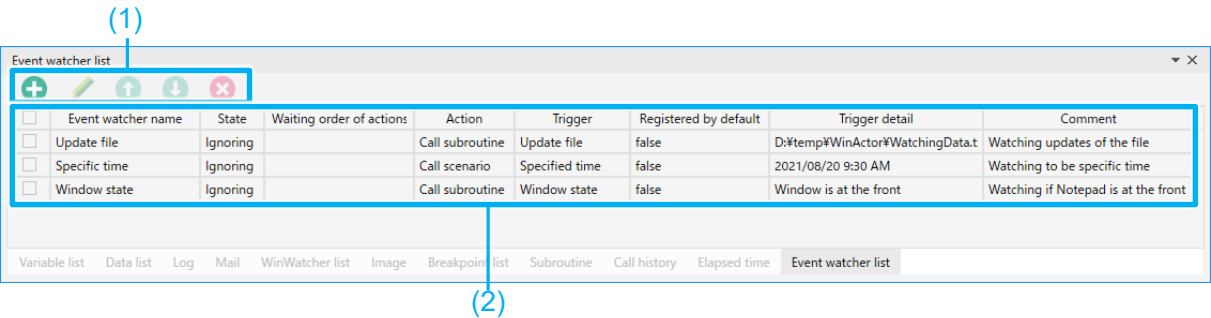 (1)
Event watcher list
Event watcher name State Waiting order of actions Action Trigger Registered by default Trigger detail Comment
Update file Ignoring Call subroutine Update file false D:¥temp¥WinActor¥WatchingData.t Watching updates of the file
Specific time Ignoring Call scenario Specified time false 2021/08/20 9:30 AM Watching to be specific time
Window state Ignoring Call subroutine Window state false Window is at the front Watching if Notepad is at the front
Variable list Data list Log Mail WinWatcher list Image Breakpoint list Subroutine Call history Elapsed time Event watcher list
(2)